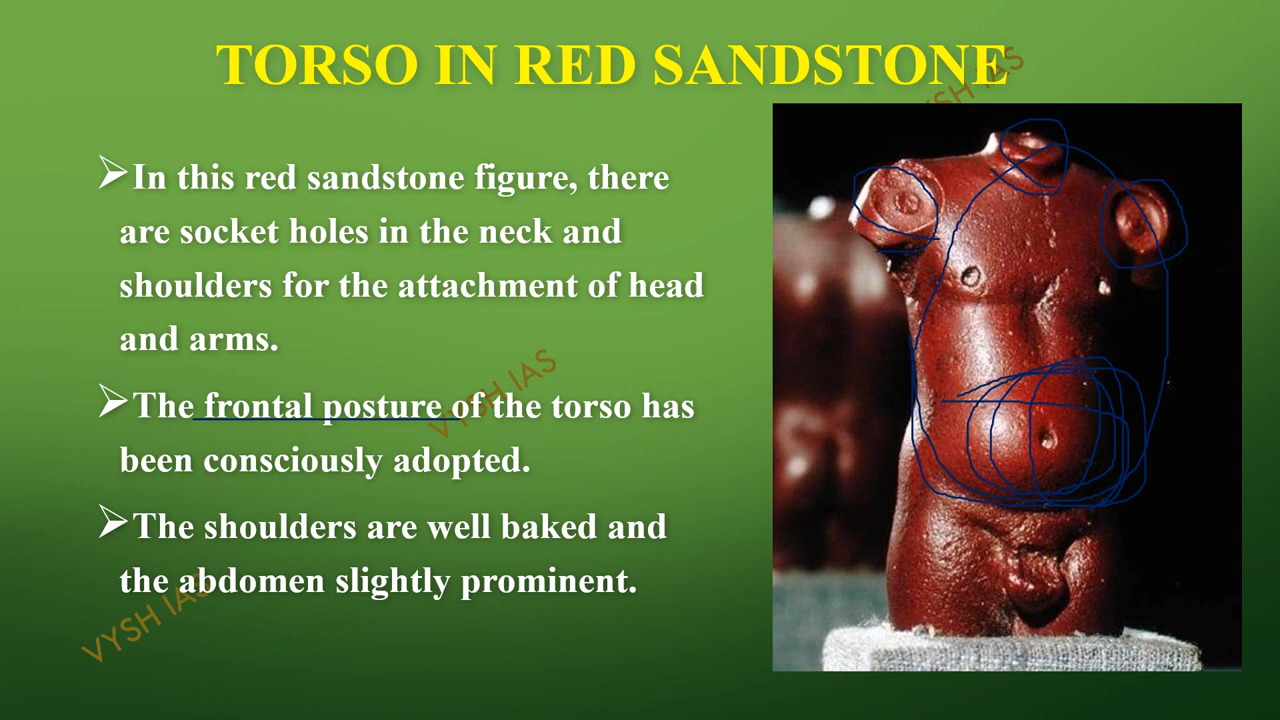 TORSO IN RED SANDSTONE
VYSH IAS
➢In this red sandstone figure, there
are socket holes in the neck and
shoulders for the attachment of head
and arms.
➢The frontal posture of the torso has
been consciously adopted.
➢The shoulders are well baked and
the abdomen slightly prominent.
VYSH IAS
VYSH IAS